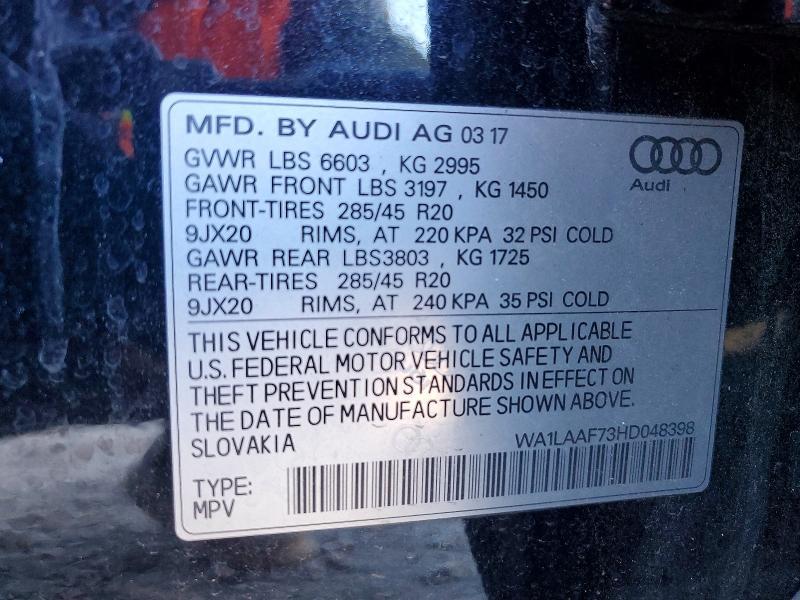 MFD. BY AUDI AG 03 17
GVWR LBS 6603 , KG 2995
GAWR FRONT LBS 3197 , KG 1450
FRONT-TIRES 285/45 R20
9JX20 RIMS, AT 220 KPA 32 PSI COLD
GAWR REAR LBS3803 , KG 1725
REAR-TIRES 285/45 R20
9JX20 RIMS, AT 240 KPA 35 PSI COLD
Audi
THIS VEHICLE CONFORMS TO ALL APPLICABLE
U.S. FEDERAL MOTOR VEHICLE SAFETY AND
THEFT PREVENTION STANDARDS IN EFFECT ON
THE DATE OF MANUFACTURE SHOWN ABOVE.
SLOVAKIA WA1LAAF73HD048398
TYPE:
MPV